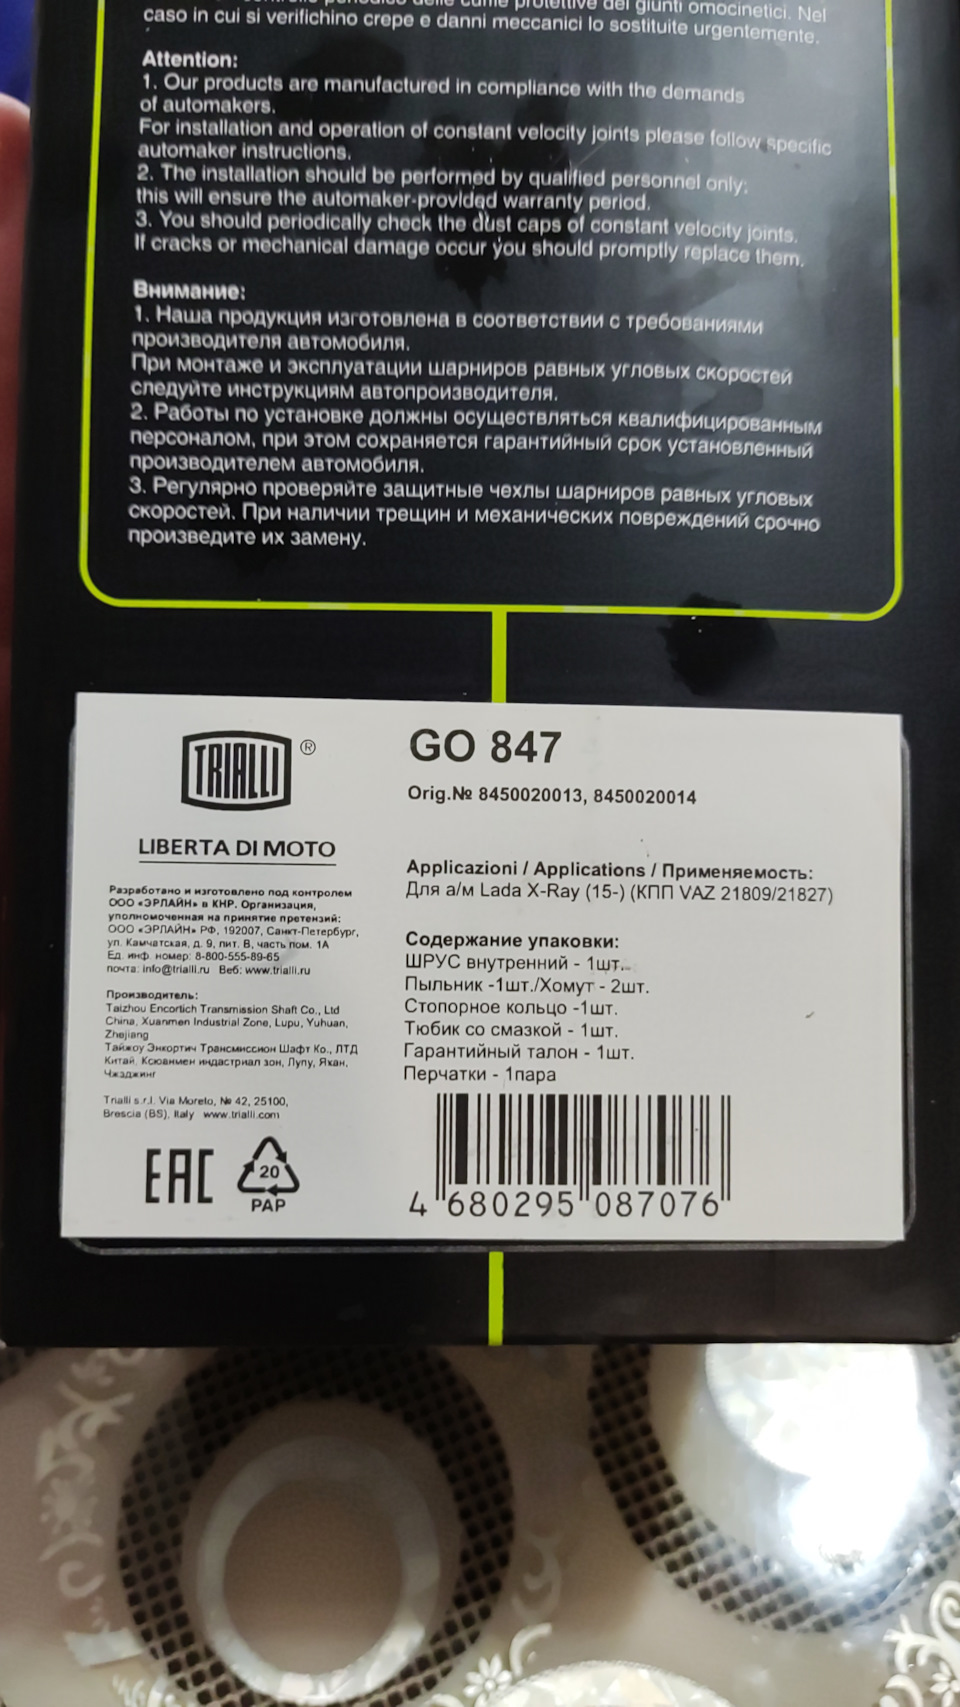 controllo periodico delle cuffie protettive dei giunti omocinetici. Nel
caso in cui si verifichino crepe e danni meccanici lo sostituite urgentemente.
Attention:
1. Our products are manufactured in compliance with the demands
of automakers.
For installation and operation of constant velocity joints please follow specific
automaker instructions.
2. The installation should be performed by qualified personnel only;
this will ensure the automaker-provided warranty period.
3. You should periodically check the dust caps of constant velocity joints.
If cracks or mechanical damage occur you should promptly replace them.
Внимание:
1. Наша продукция изготовлена в соответствии с требованиями
производителя автомобиля.
При монтаже и эксплуатации шарниров равных угловых скоростей
следуйте инструкциям автопроизводителя.
2. Работы по установке должны осуществляться квалифицированным
персоналом, при этом сохраняется гарантийный срок установленный
производителем автомобиля.
3. Регулярно проверяйте защитные чехлы шарниров равных угловых
скоростей. При наличии трещин и механических повреждений срочно
произведите их замену.
TRIALLI ®
LIBERTA DI MOTO
Разработано и изготовлено под контролем
ООО «ЭРЛАЙН» в КНР. Организация,
уполномоченная на принятие претензий:
ООО «ЭРЛАЙН» РФ, 192007, Санкт-Петербург,
ул. Камчатская, д. 9, лит. В, часть пом. 1А
Ед. инф. номер: 8-800-555-89-65
почта: info@trialli.ru Веб: www.trialli.ru
Производитель:
Taizhou Encortich Transmission Shaft Co., Ltd
China, Xuanmen Industrial Zone, Lupu, Yuhuan,
Zhejiang
Тайжоу Энкортич Трансмиссион Шафт Ко., ЛТД
Китай, Ксюанмен индастриал зон, Лупу, Яхан,
Чжэджинг
Trialli s.r.l. Via Moreto, № 42, 25100,
Brescia (BS), Italy www.trialli.com
EAC
20
PAP
GO 847
Orig.№ 8450020013, 8450020014
Applicazioni / Applications / Применяемость:
Для а/м Lada X-Ray (15-) (КПП VAZ 21809/21827)
Содержание упаковки:
ШРУС внутренний - 1шт.
Пыльник -1шт./Хомут - 2шт.
Стопорное кольцо -1шт.
Тюбик со смазкой - 1шт.
Гарантийный талон - 1шт.
Перчатки - 1пара
4 680295 087076